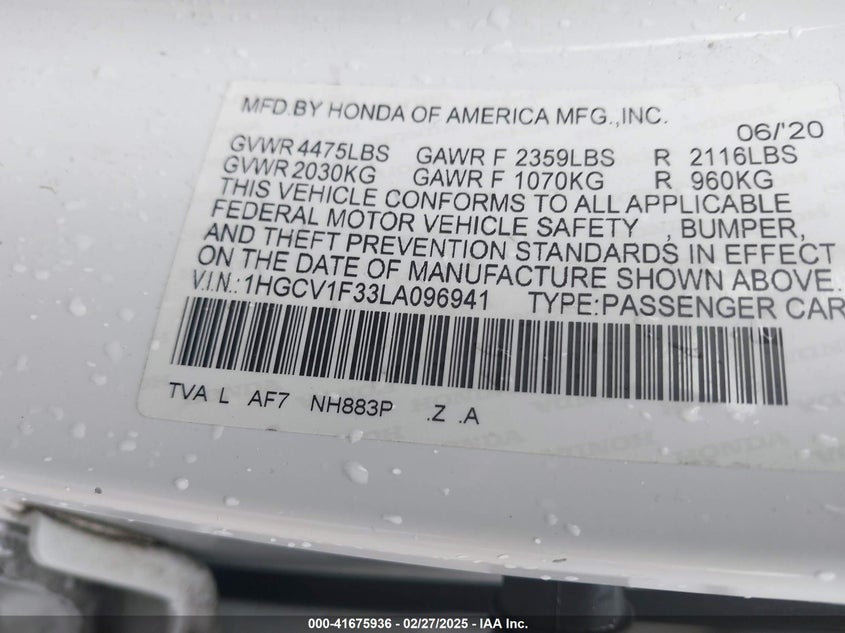 MFD.BY HONDA OF AMERICA MFG.,INC.
06/'20
GVWR 4475LBS GAWR F 2359LBS R 2116LBS
GVWR 2030KG GAWR F 1070KG R 960KG
THIS VEHICLE CONFORMS TO ALL APPLICABLE
FEDERAL MOTOR VEHICLE SAFETY , BUMPER,
AND THEFT PREVENTION STANDARDS IN EFFECT
ON THE DATE OF MANUFACTURE SHOWN ABOVE.
V.I.N.:1HGCV1F33LA096941 TYPE:PASSENGER CAR
TVA L AF7 NH883P .Z .A
HONDA
000-41675936 - 02/27/2025 - IAA Inc.